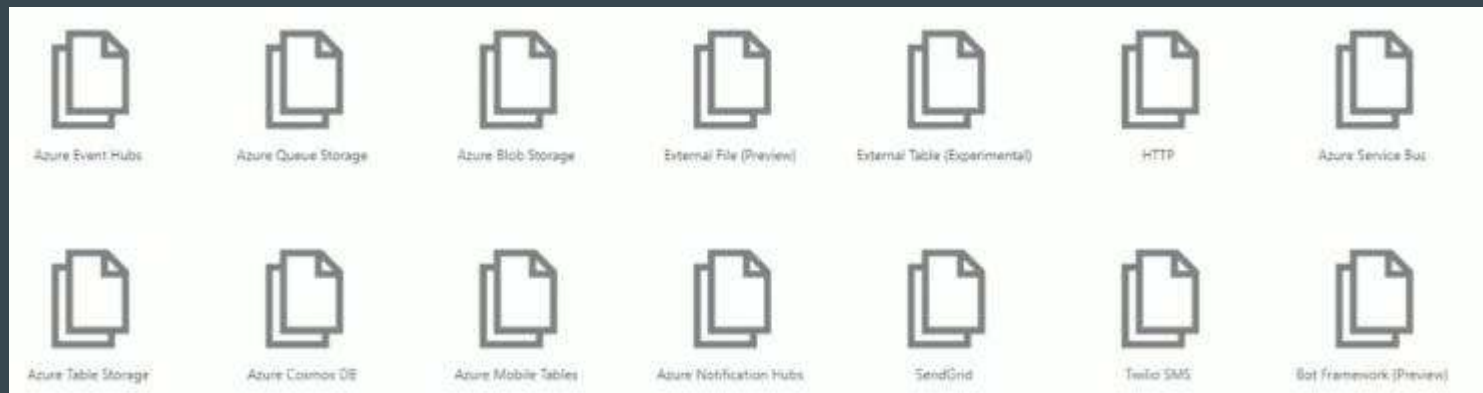 Azure Event Hubs
Azure Queue Storage
Azure Blob Storage
External File (Preview)
External Table (Experimental)
HTTP
Azure Service Bus
Azure Table Storage
Azure Cosmos DB
Azure Mobile Tables
Azure Notification Hubs
SendGrid
Twilio SMS
Bot Framework (Preview)